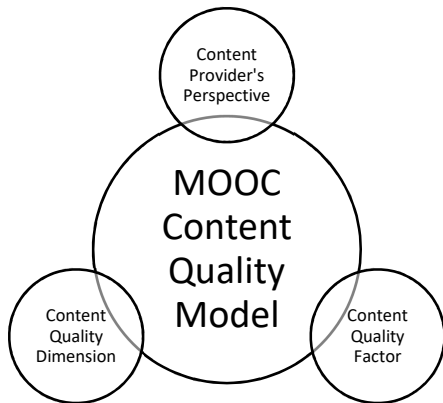 Content
Provider's
Perspective
MOOC
Content
Quality
Model
Content
Quality
Dimension
Content
Quality
Factor